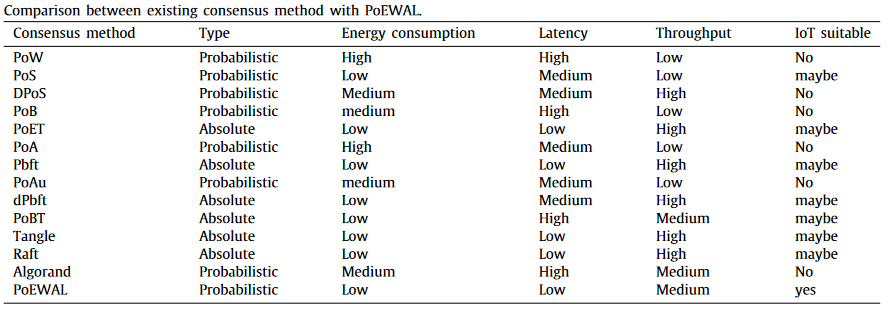 Comparison between existing consensus method with PoEWAL.
Consensus method Type Energy consumption Latency Throughput IoT suitable
PoW Probabilistic High High Low No
PoS Probabilistic Low Medium Low maybe
DPoS Probabilistic Medium Medium High No
PoB Probabilistic medium High Low No
PoET Absolute Low Low High maybe
PoA Probabilistic High Medium Low No
Pbft Absolute Low Low High maybe
PoAu Probabilistic medium Medium Low No
dPbft Absolute Low Medium High maybe
PoBT Absolute Low High Medium maybe
Tangle Absolute Low Low High maybe
Raft Absolute Low Low High maybe
Algorand Probabilistic Medium High Medium No
PoEWAL Probabilistic Low Low Medium yes